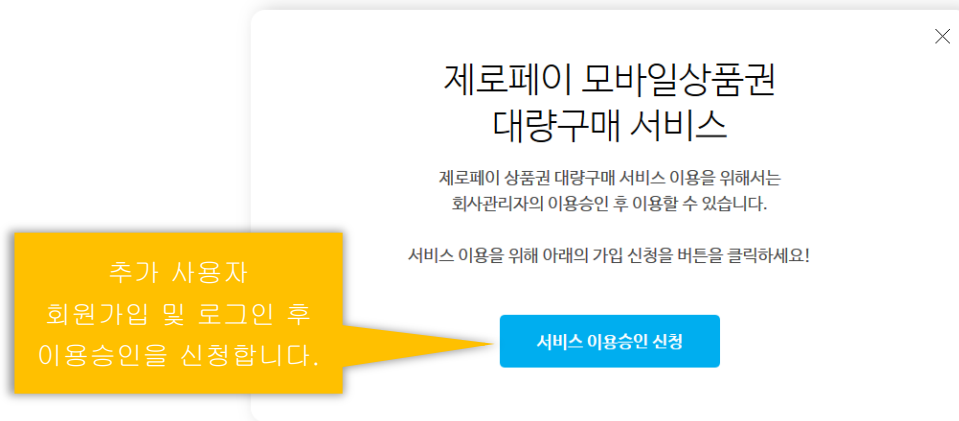 제로페이 모바일상품권
대량구매 서비스
제로페이 상품권 대량구매 서비스 이용을 위해서는
회사관리자의 이용승인 후 이용할 수 있습니다.
서비스 이용을 위해 아래의 가입 신청을 버튼을 클릭하세요!
추가 사용자
회원가입 및 로그인 후
이용승인을 신청합니다.
서비스 이용승인 신청